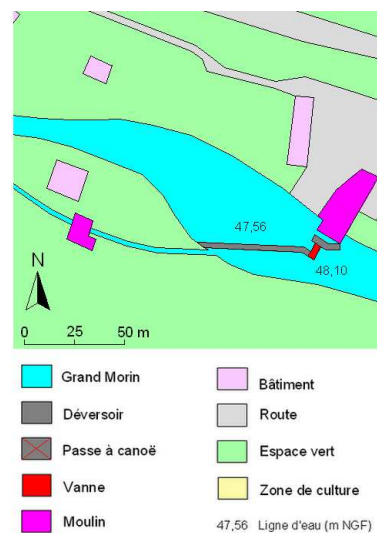 47,56
48,10
N
0 25 50 m
Grand Morin
Bâtiment
Déversoir
Route
Passe à canoë
Espace vert
Vanne
Zone de culture
Moulin
47,56 Ligne d'eau (m NGF)